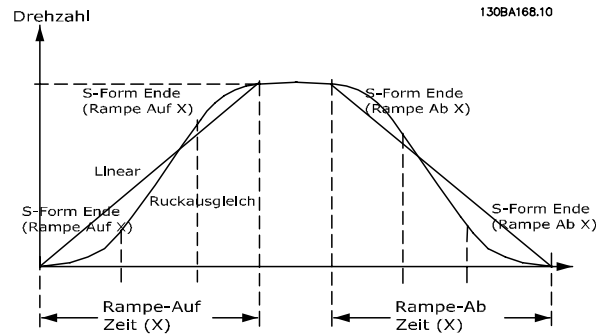 130BA168.10
Drehzahl
S-Form Ende
(Rampe Auf X)
S-Form Ende
(Rampe Ab X)
Linear
Ruckausgleich
S-Form Ende
(Rampe Auf X)
S-Form Ende
(Rampe Ab X)
Rampe-Auf
Zeit (X)
Rampe-Ab
Zeit (X)